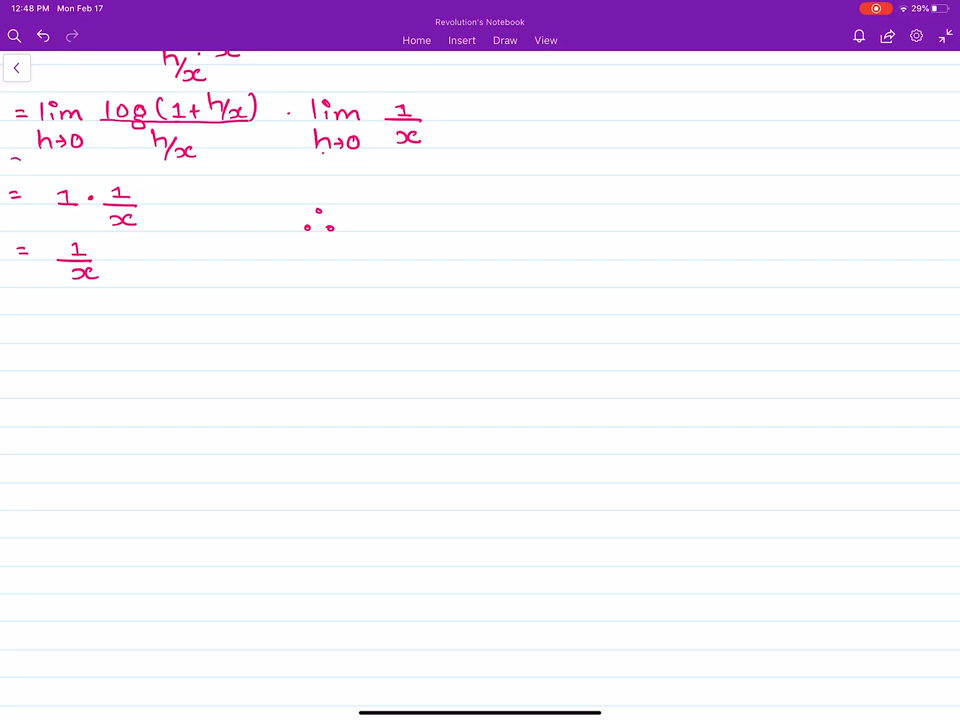 12:48 PM Mon Feb 17
29%
Revolution's Notebook
Home Insert Draw View
h/x · x
= lim log(1 + h/x) · lim 1
h→0 h/x h→0 x
= 1 · 1
x
∴
= 1
x